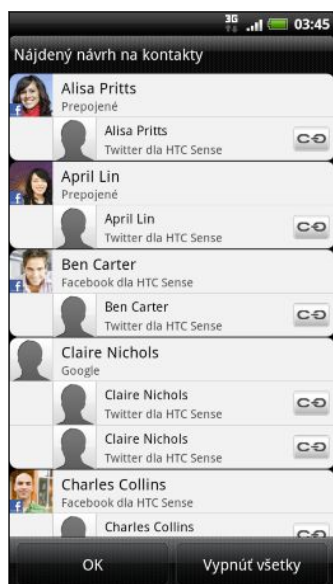 3G 03:45
Nájdený návrh na kontakty
Alisa Pritts
Prepojené
Alisa Pritts
Twitter dla HTC Sense
April Lin
Prepojené
April Lin
Twitter dla HTC Sense
Ben Carter
Facebook dla HTC Sense
Ben Carter
Twitter dla HTC Sense
Claire Nichols
Google
Claire Nichols
Twitter dla HTC Sense
Claire Nichols
Twitter dla HTC Sense
Charles Collins
Facebook dla HTC Sense
Charles Collins
OK Vypnúť všetky